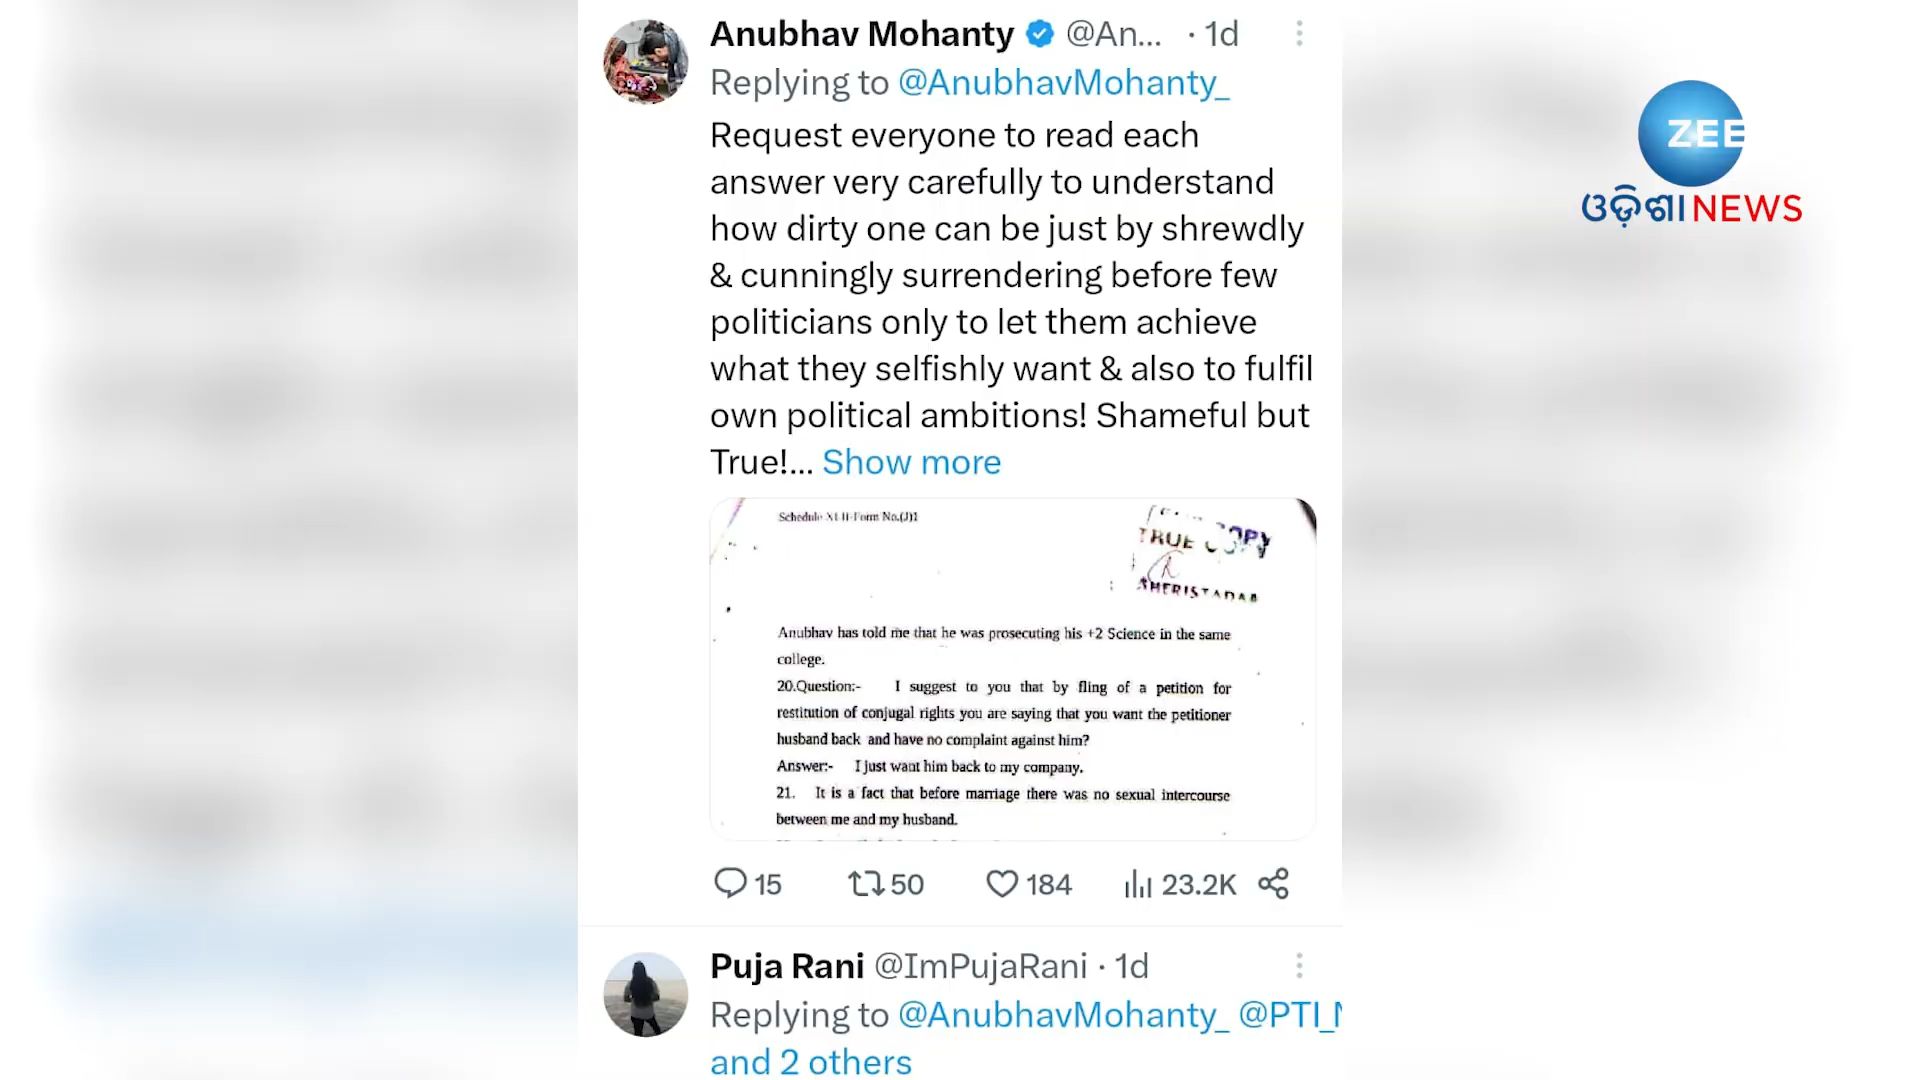 Anubhav Mohanty @An... · 1d
Replying to @AnubhavMohanty_
Request everyone to read each
answer very carefully to understand
how dirty one can be just by shrewdly
& cunningly surrendering before few
politicians only to let them achieve
what they selfishly want & also to fulfil
own political ambitions! Shameful but
True!... Show more
Schedule XLII-Form No.(J)1
TRUE COPY
SHERISTADAR
Anubhav has told me that he was prosecuting his +2 Science in the same
college.
20.Question:- I suggest to you that by fling of a petition for
restitution of conjugal rights you are saying that you want the petitioner
husband back and have no complaint against him?
Answer:- I just want him back to my company.
21. It is a fact that before marriage there was no sexual intercourse
between me and my husband.
15 50 184 23.2K
Puja Rani @ImPujaRani · 1d
Replying to @AnubhavMohanty_ @PTI_N
and 2 others
ZEE
ଓଡ଼ିଶା NEWS